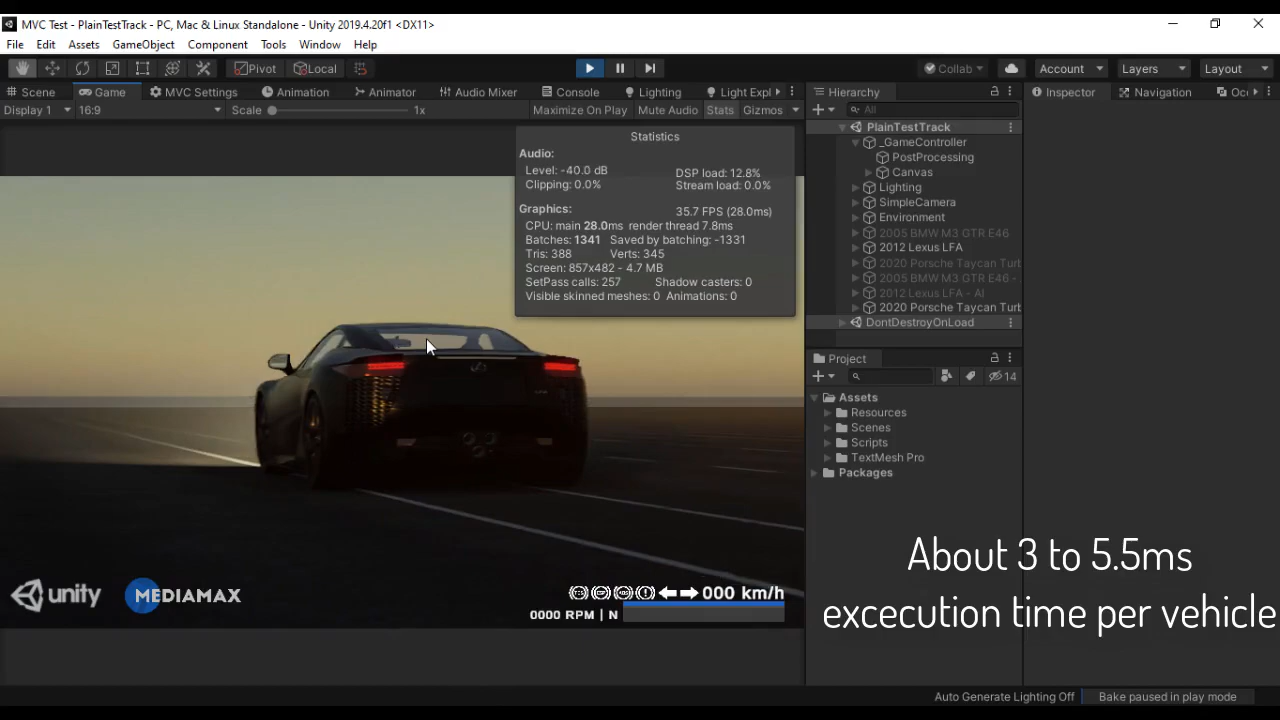 MVC Test - PlainTestTrack - PC, Mac & Linux Standalone - Unity 2019.4.20f1 <DX11>
File Edit Assets GameObject Component Tools Window Help
Pivot Local Collab Account Layers Layout
Scene Game MVC Settings Animation Animator Audio Mixer Console Lighting Light Expl
Display 1 16:9 Scale 1x Maximize On Play Mute Audio Stats Gizmos
Statistics
Audio:
Level: -40.0 dB DSP load: 12.8%
Clipping: 0.0% Stream load: 0.0%
Graphics: 35.7 FPS (28.0ms)
CPU: main 28.0ms render thread 7.8ms
Batches: 1341 Saved by batching: -1331
Tris: 388 Verts: 345
Screen: 857x482 - 4.7 MB
SetPass calls: 257 Shadow casters: 0
Visible skinned meshes: 0 Animations: 0
unity MEDIAMAX
000 km/h
0000 RPM | N
Hierarchy
All
PlainTestTrack
_GameController
PostProcessing
Canvas
Lighting
SimpleCamera
Environment
2005 BMW M3 GTR E46
2012 Lexus LFA
2020 Porsche Taycan Turb
2005 BMW M3 GTR E46 -
2012 Lexus LFA - AI
2020 Porsche Taycan Turb
DontDestroyOnLoad
Project
14
Assets
Resources
Scenes
Scripts
TextMesh Pro
Packages
Inspector Navigation Oc
About 3 to 5.5ms
excecution time per vehicle
Auto Generate Lighting Off Bake paused in play mode